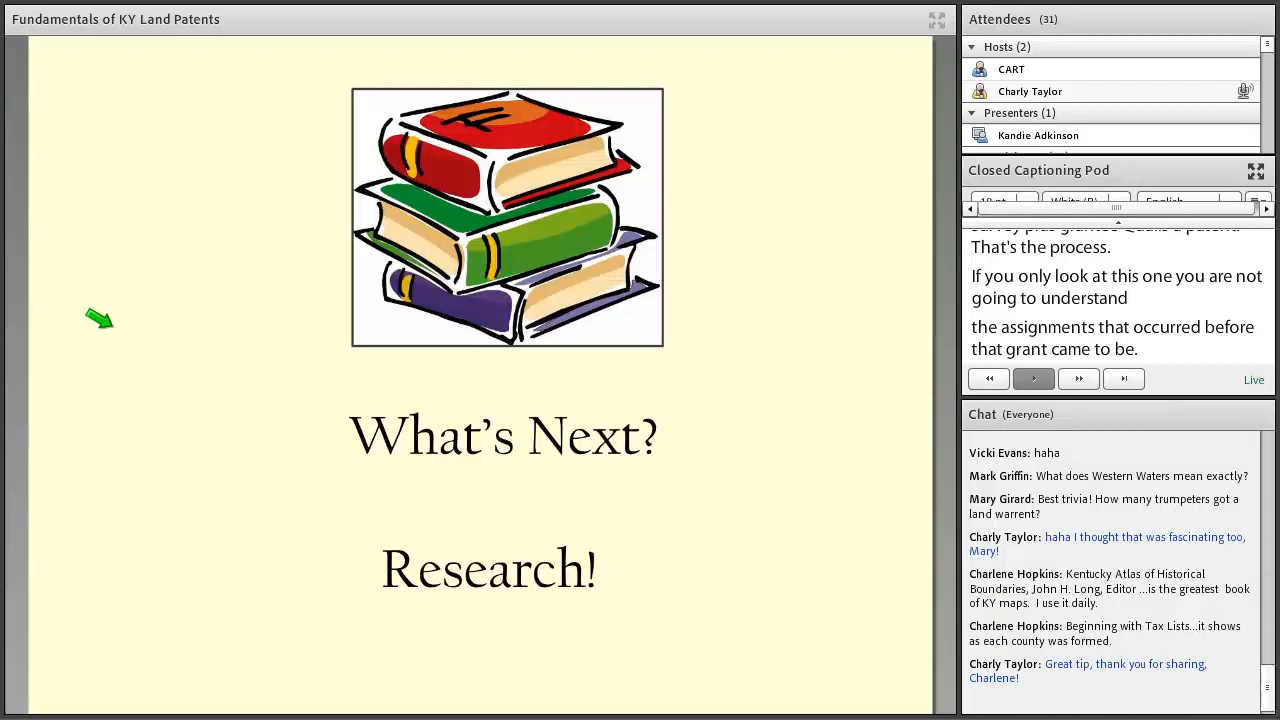 Fundamentals of KY Land Patents
What's Next?
Research!
Attendees (31)
Hosts (2)
CART
Charly Taylor
Presenters (1)
Kandie Adkinson
Closed Captioning Pod
English
That's the process.
If you only look at this one you are not
going to understand
the assignments that occurred before
that grant came to be.
Live
Chat (Everyone)
Vicki Evans: haha
Mark Griffin: What does Western Waters mean exactly?
Mary Girard: Best trivia! How many trumpeters got a
land warrent?
Charly Taylor: haha I thought that was fascinating too,
Mary!
Charlene Hopkins: Kentucky Atlas of Historical
Boundaries, John H. Long, Editor ...is the greatest book
of KY maps. I use it daily.
Charlene Hopkins: Beginning with Tax Lists...it shows
as each county was formed.
Charly Taylor: Great tip, thank you for sharing,
Charlene!